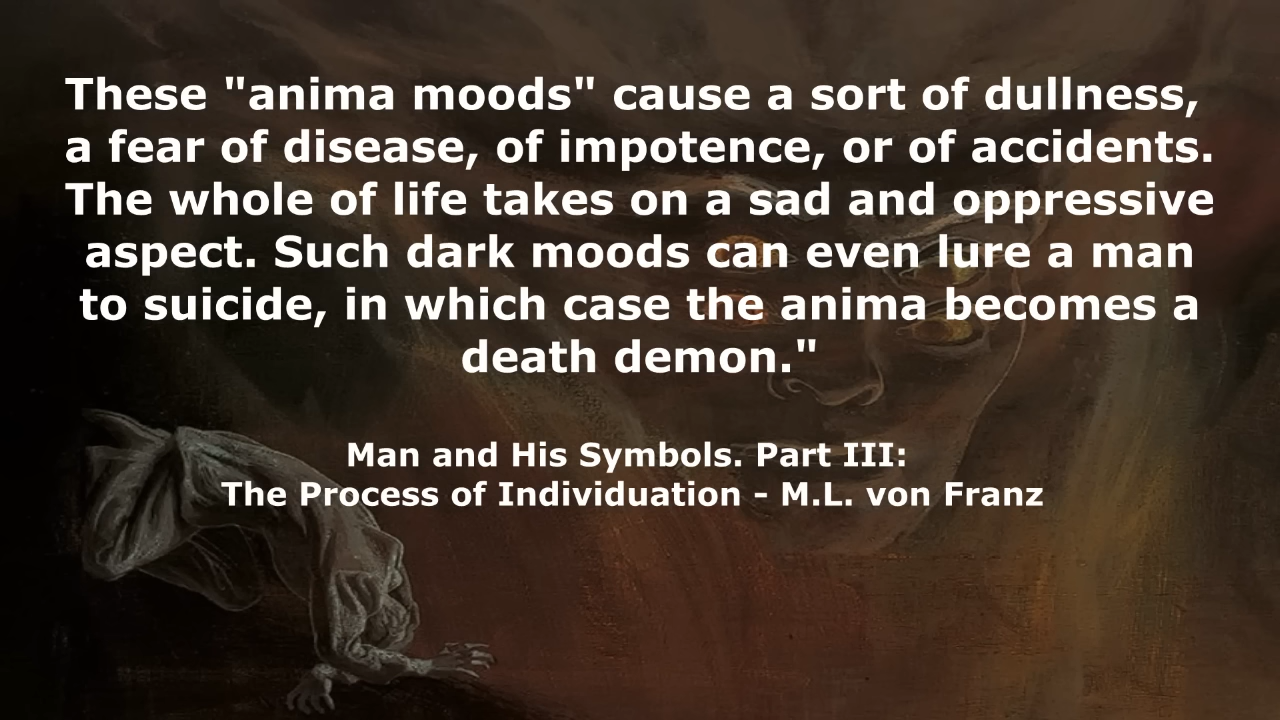 These "anima moods" cause a sort of dullness,
a fear of disease, of impotence, or of accidents.
The whole of life takes on a sad and oppressive
aspect. Such dark moods can even lure a man
to suicide, in which case the anima becomes a
death demon."
Man and His Symbols. Part III:
The Process of Individuation - M.L. von Franz